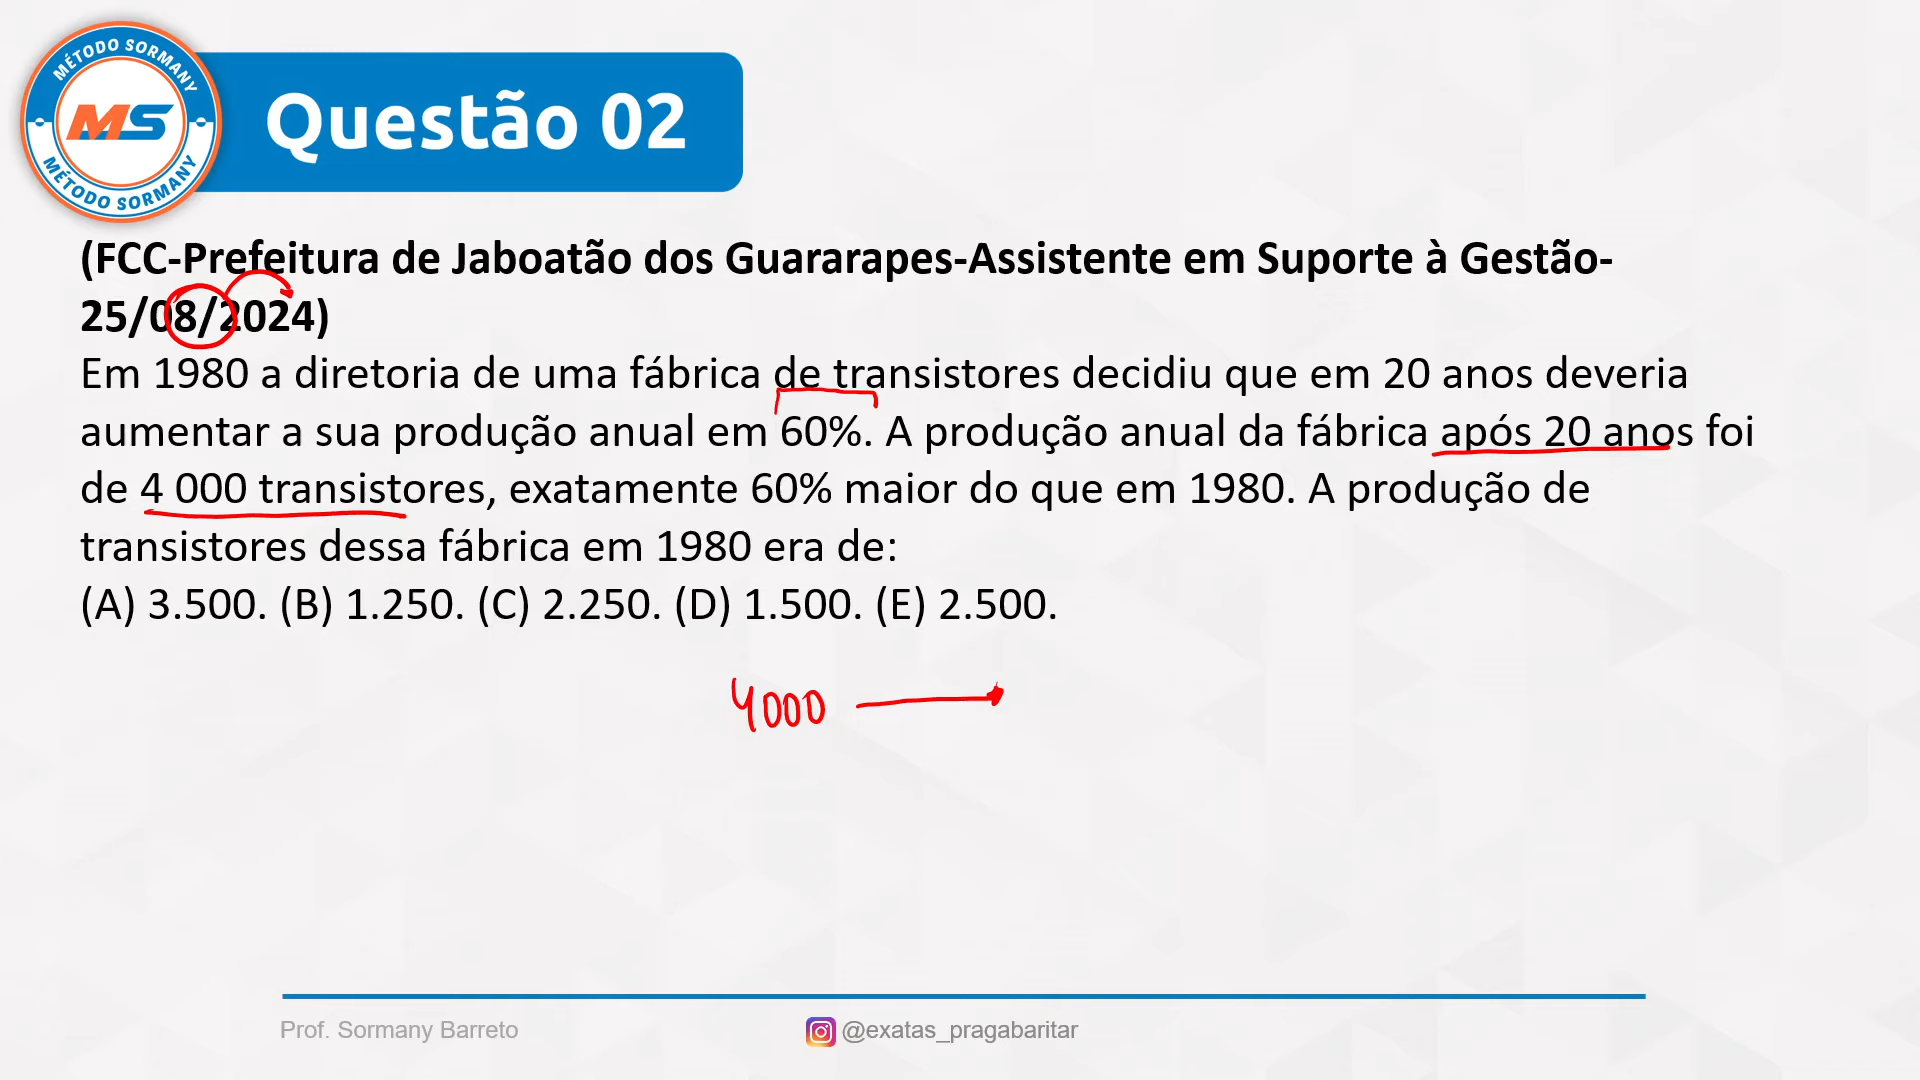 MÉTODO SORMANY
MS
MÉTODO SORMANY
Questão 02
(FCC-Prefeitura de Jaboatão dos Guararapes-Assistente em Suporte à Gestão-
25/08/2024)
Em 1980 a diretoria de uma fábrica de transistores decidiu que em 20 anos deveria
aumentar a sua produção anual em 60%. A produção anual da fábrica após 20 anos foi
de 4 000 transistores, exatamente 60% maior do que em 1980. A produção de
transistores dessa fábrica em 1980 era de:
(A) 3.500. (B) 1.250. (C) 2.250. (D) 1.500. (E) 2.500.
4000
Prof. Sormany Barreto
@exatas_pragabaritar